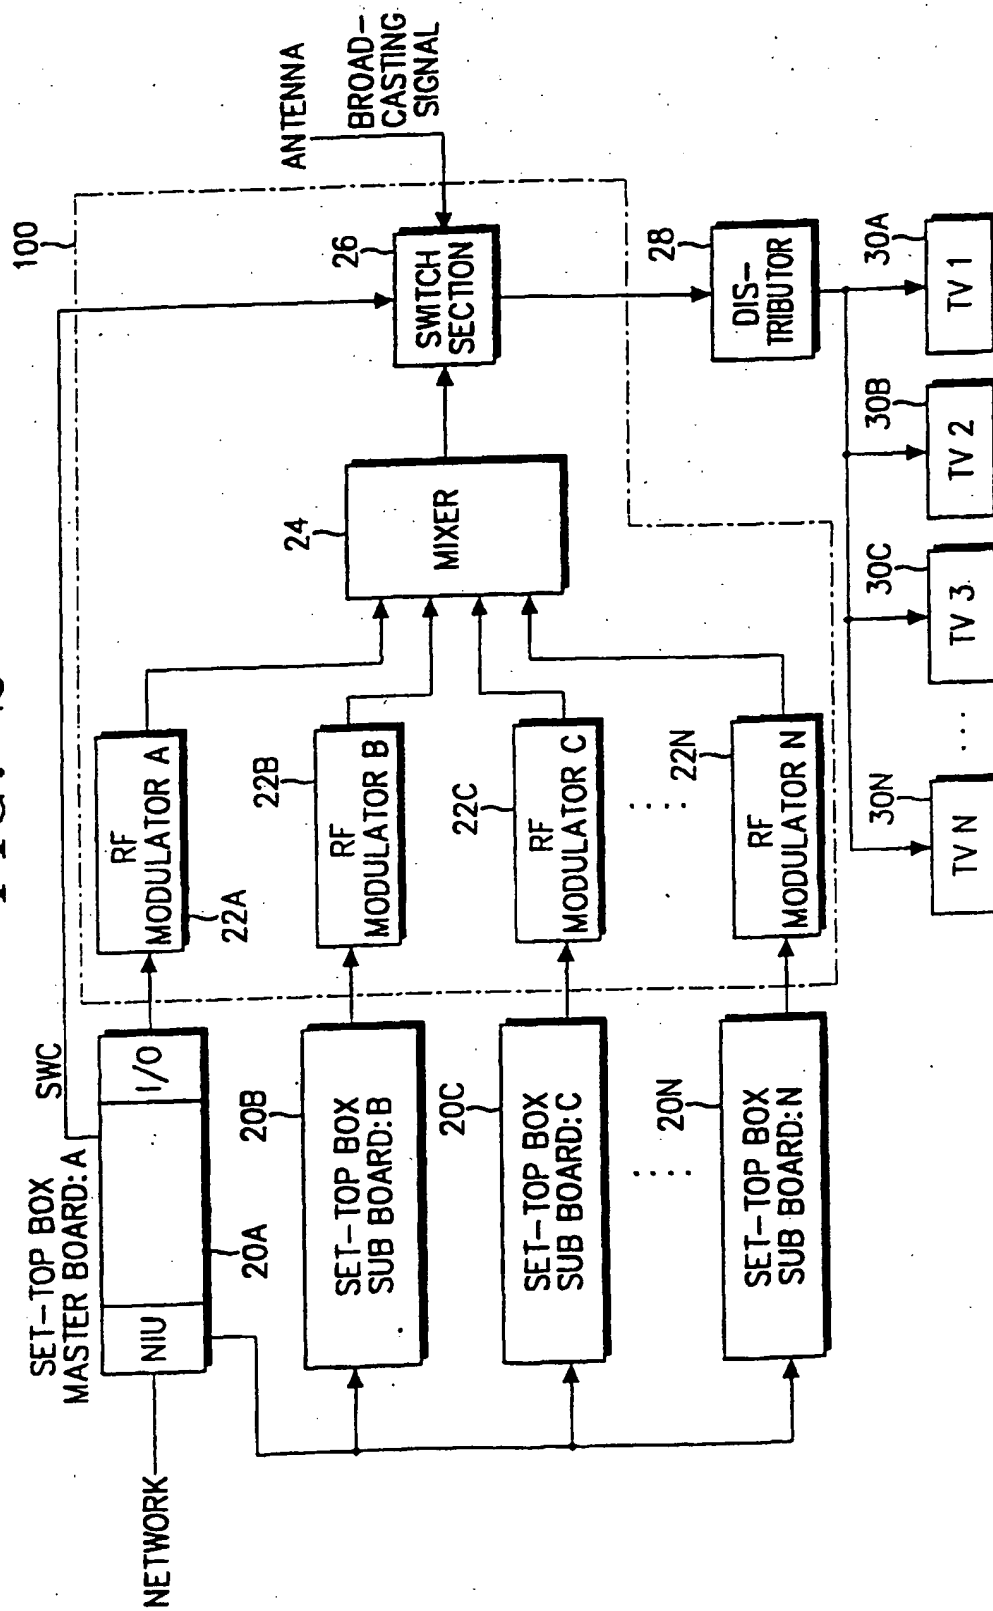 100
ANTENNA
BROAD-
CASTING
SIGNAL
SWC
26
SWITCH
SECTION
SET-TOP BOX
MASTER BOARD: A
NETWORK
NIU
I/O
20A
RF
MODULATOR A
22A
24
MIXER
20B
SET-TOP BOX
SUB BOARD: B
22B
RF
MODULATOR B
20C
SET-TOP BOX
SUB BOARD: C
22C
RF
MODULATOR C
. . . .
. . . .
20N
SET-TOP BOX
SUB BOARD: N
22N
RF
MODULATOR N
28
DIS-
TRIBUTOR
30N
TV N
. . . .
30C
TV 3
30B
TV 2
30A
TV 1